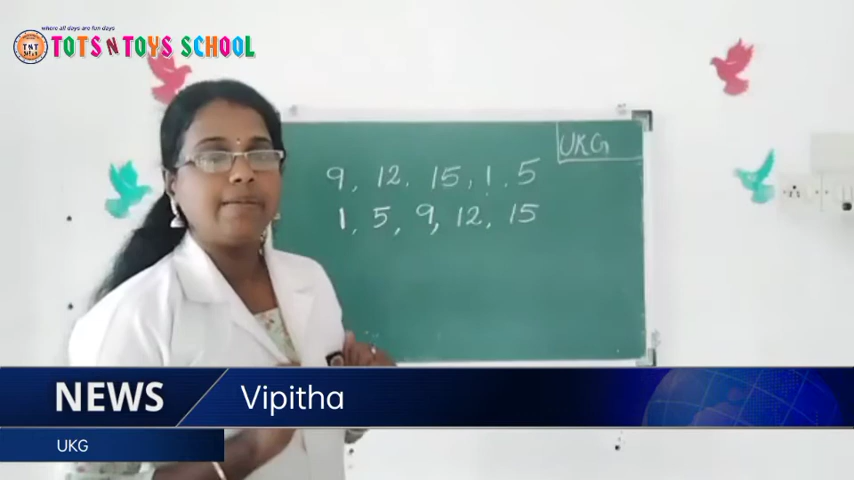 where all days are fun days
TOTS N TOYS SCHOOL
TNT
UKG
9, 12, 15, 1, 5
1, 5, 9, 12, 15
NEWS
Vipitha
UKG